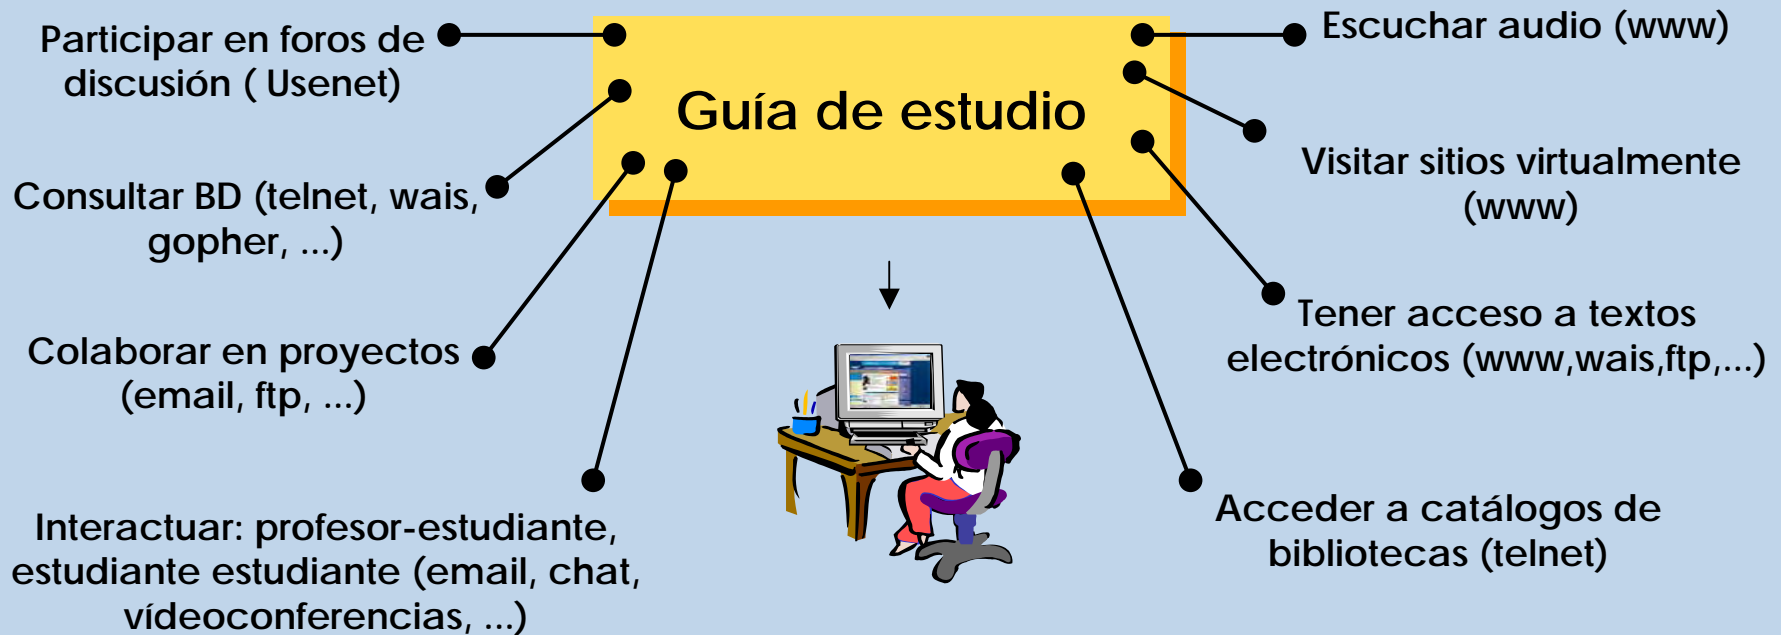 Participar en foros de
discusión ( Usenet)
Consultar BD (telnet, wais,
gopher, ...)
Colaborar en proyectos
(email, ftp, ...)
Interactuar: profesor-estudiante,
estudiante estudiante (email, chat,
vídeoconferencias, ...)
Guía de estudio
Escuchar audio (www)
Visitar sitios virtualmente
(www)
Tener acceso a textos
electrónicos (www,wais,ftp,...)
Acceder a catálogos de
bibliotecas (telnet)